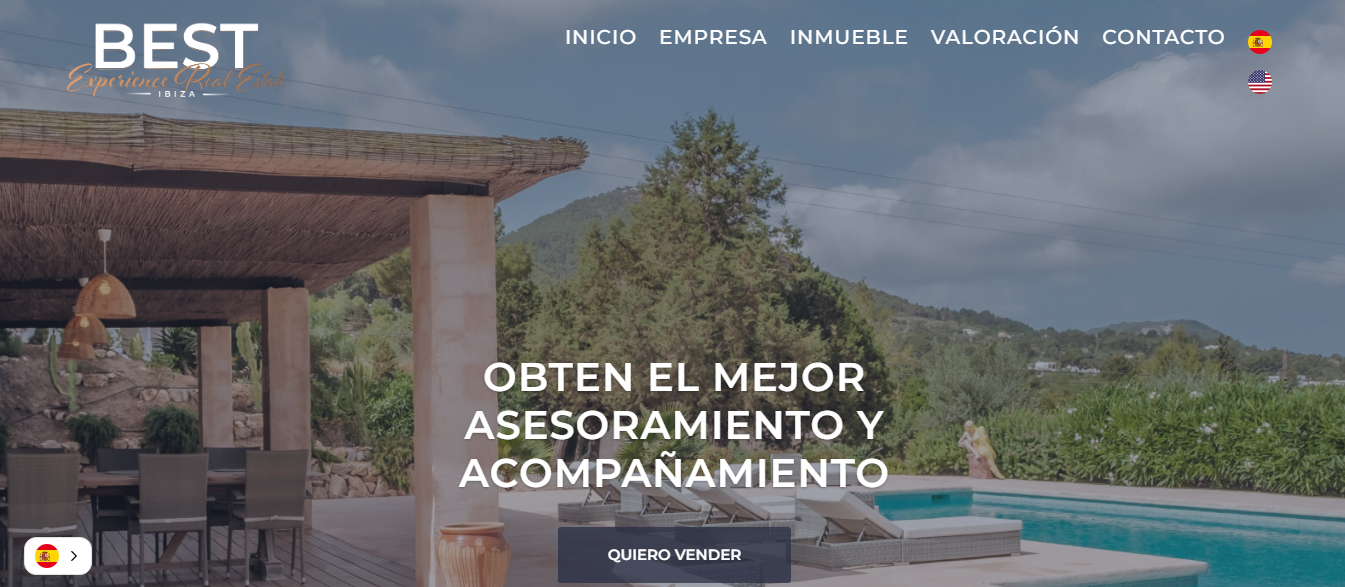 BEST
Experience Real Estate
IBIZA
INICIO EMPRESA INMUEBLE VALORACIÓN CONTACTO
OBTEN EL MEJOR
ASESORAMIENTO Y
ACOMPAÑAMIENTO
QUIERO VENDER